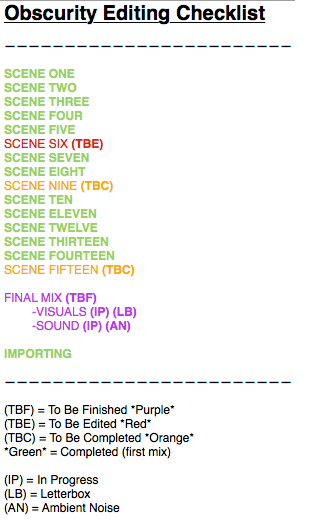 Obscurity Editing Checklist
________________________
SCENE ONE
SCENE TWO
SCENE THREE
SCENE FOUR
SCENE FIVE
SCENE SIX (TBE)
SCENE SEVEN
SCENE EIGHT
SCENE NINE (TBC)
SCENE TEN
SCENE ELEVEN
SCENE TWELVE
SCENE THIRTEEN
SCENE FOURTEEN
SCENE FIFTEEN (TBC)
FINAL MIX (TBF)
-VISUALS (IP) (LB)
-SOUND (IP) (AN)
IMPORTING
________________________
(TBF) = To Be Finished *Purple*
(TBE) = To Be Edited *Red*
(TBC) = To Be Completed *Orange*
*Green* = Completed (first mix)
(IP) = In Progress
(LB) = Letterbox
(AN) = Ambient Noise